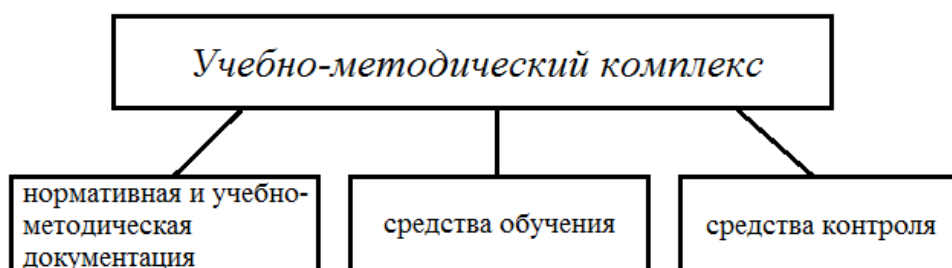 Учебно-методический комплекс
нормативная и учебно-
методическая
документация
средства обучения
средства контроля